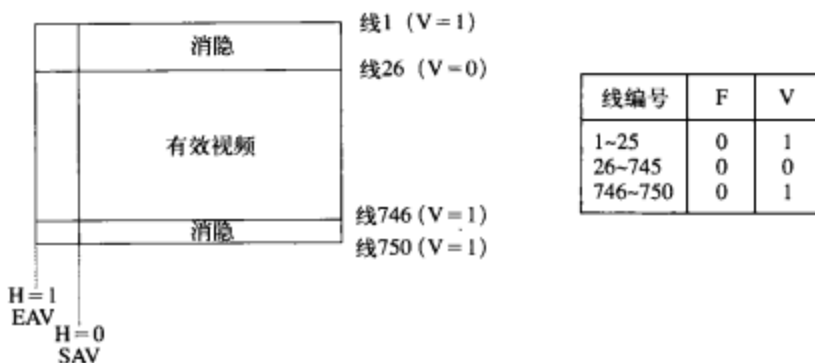 线1（V=1）
消隐
线26（V=0）
有效视频
线746（V=1）
消隐
线750（V=1）
H=1
EAV
H=0
SAV
线编号 F V
1~25 0 1
26~745 0 0
746~750 0 1